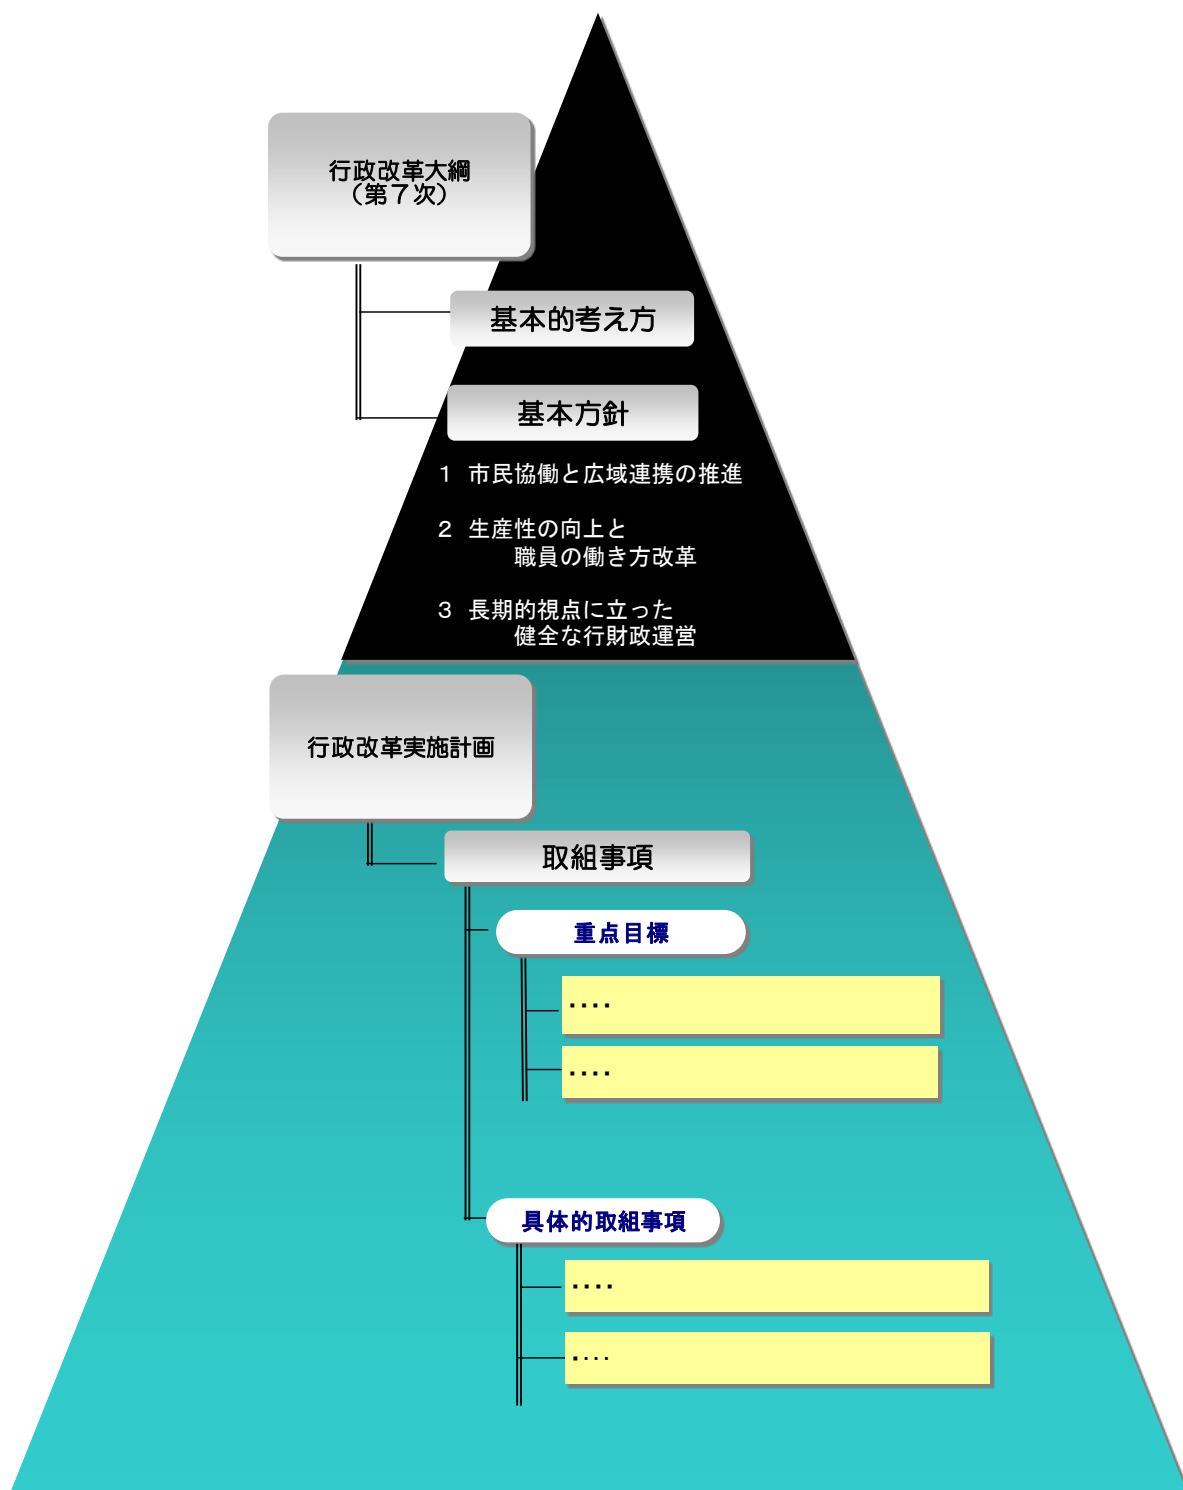 行政改革大綱
（第７次）
基本的考え方
基本方針
１　市民協働と広域連携の推進
２　生産性の向上と
職員の働き方改革
３　長期的視点に立った
健全な行財政運営
行政改革実施計画
取組事項
重点目標
・・・・
・・・・
具体的取組事項
・・・・
・・・・